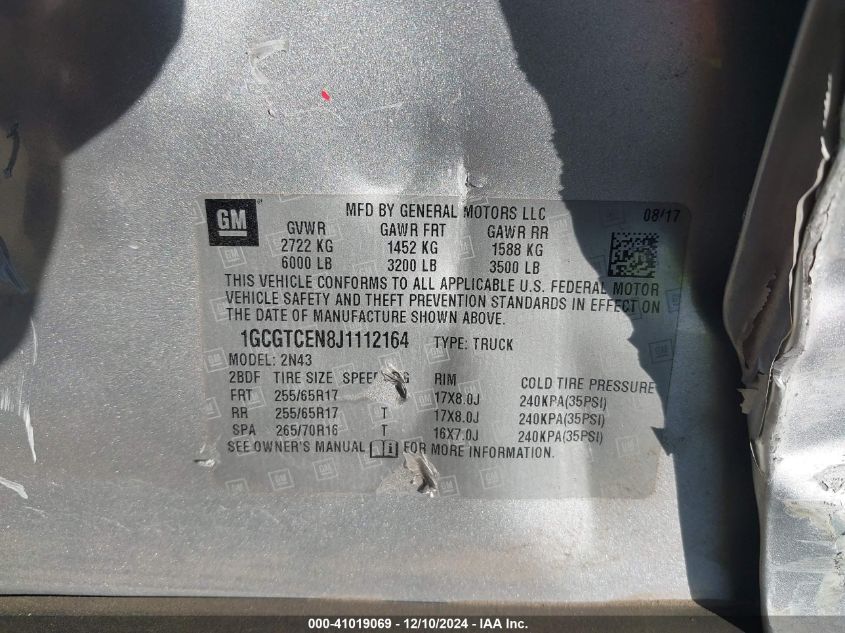 GM
MFD BY GENERAL MOTORS LLC 08/17
GVWR GAWR FRT GAWR RR
2722 KG 1452 KG 1588 KG
6000 LB 3200 LB 3500 LB
THIS VEHICLE CONFORMS TO ALL APPLICABLE U.S. FEDERAL MOTOR
VEHICLE SAFETY AND THEFT PREVENTION STANDARDS IN EFFECT ON
THE DATE OF MANUFACTURE SHOWN ABOVE.
1GCGTCEN8J1112164 TYPE: TRUCK
MODEL: 2N43
2BDF TIRE SIZE RIM COLD TIRE PRESSURE
FRT 255/65R17 17X8.0J 240KPA(35PSI)
RR 255/65R17 T 17X8.0J 240KPA(35PSI)
SPA 265/70R16 T 16X7.0J 240KPA(35PSI)
SEE OWNER'S MANUAL FOR MORE INFORMATION.
000-41019069 - 12/10/2024 - IAA Inc.